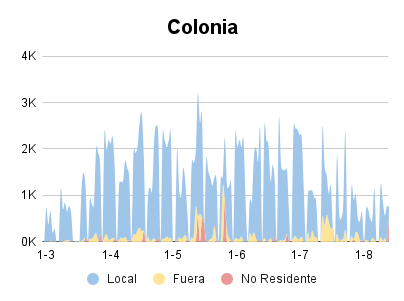 Colonia
4K
3K
2K
1K
0K
1-3 1-4 1-5 1-6 1-7 1-8
Local Fuera No Residente